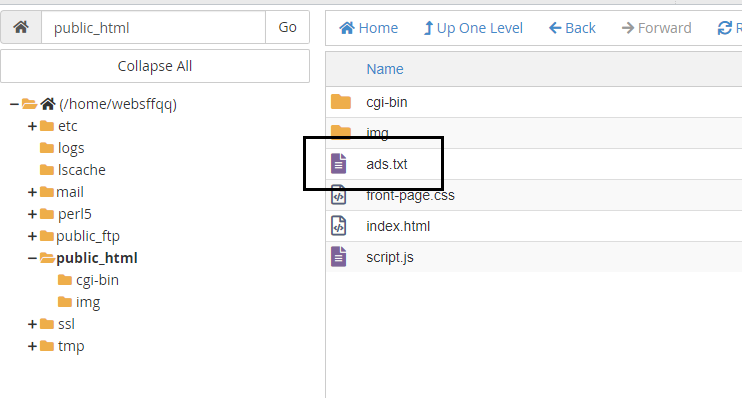 public_html Go
Collapse All
(/home/websffqq)
etc
logs
lscache
mail
perl5
public_ftp
public_html
cgi-bin
img
ssl
tmp
Home Up One Level Back Forward R
Name
cgi-bin
img
ads.txt
front-page.css
index.html
script.js